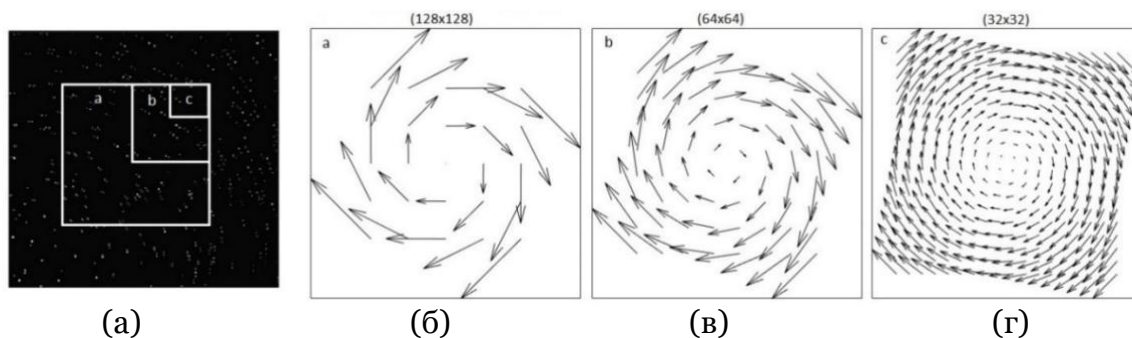 (128x128) (64x64) (32x32)
a b c a b c
(а) (б) (в) (г)